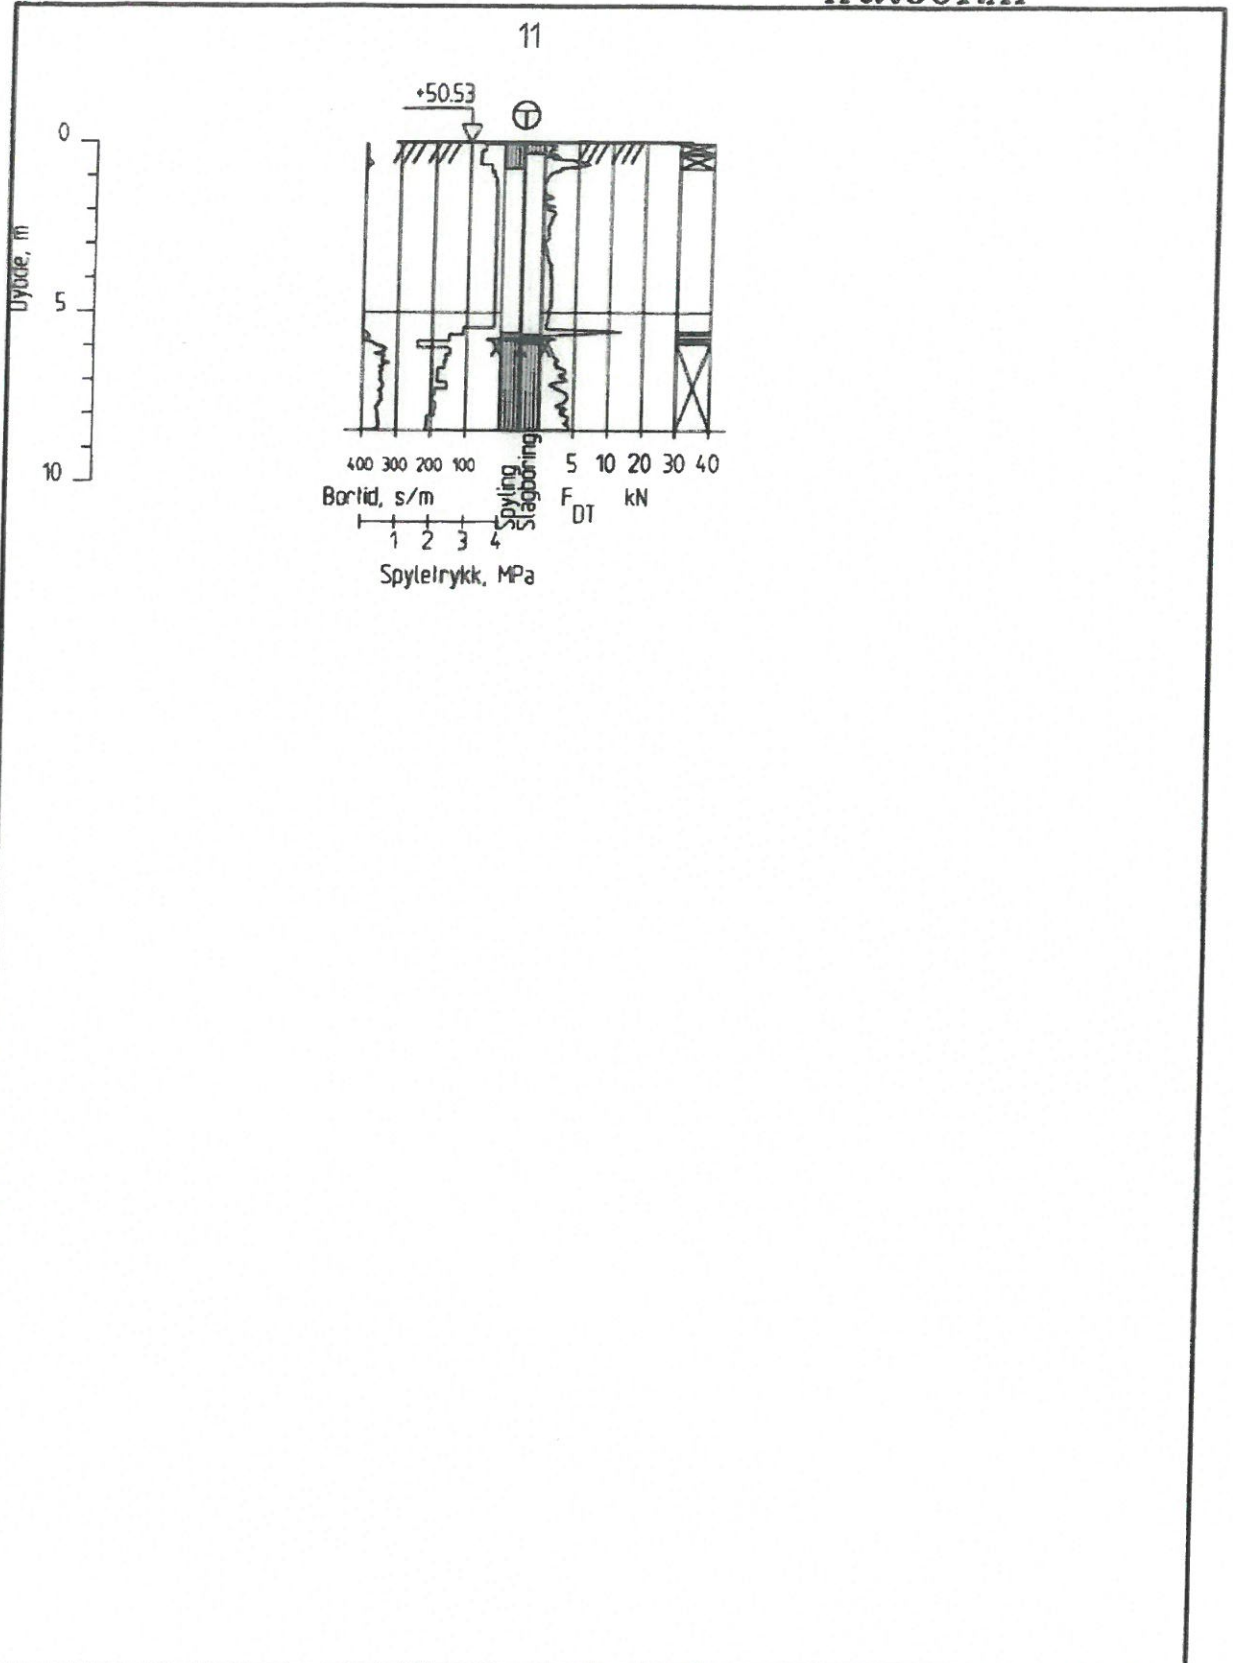 11
+50.53
0
Dybde, m
5
10
400 300 200 100
5 10 20 30 40
Bortid, s/m
Spyling
Slagboring
F DT kN
1 2 3 4
Spyletrykk, MPa